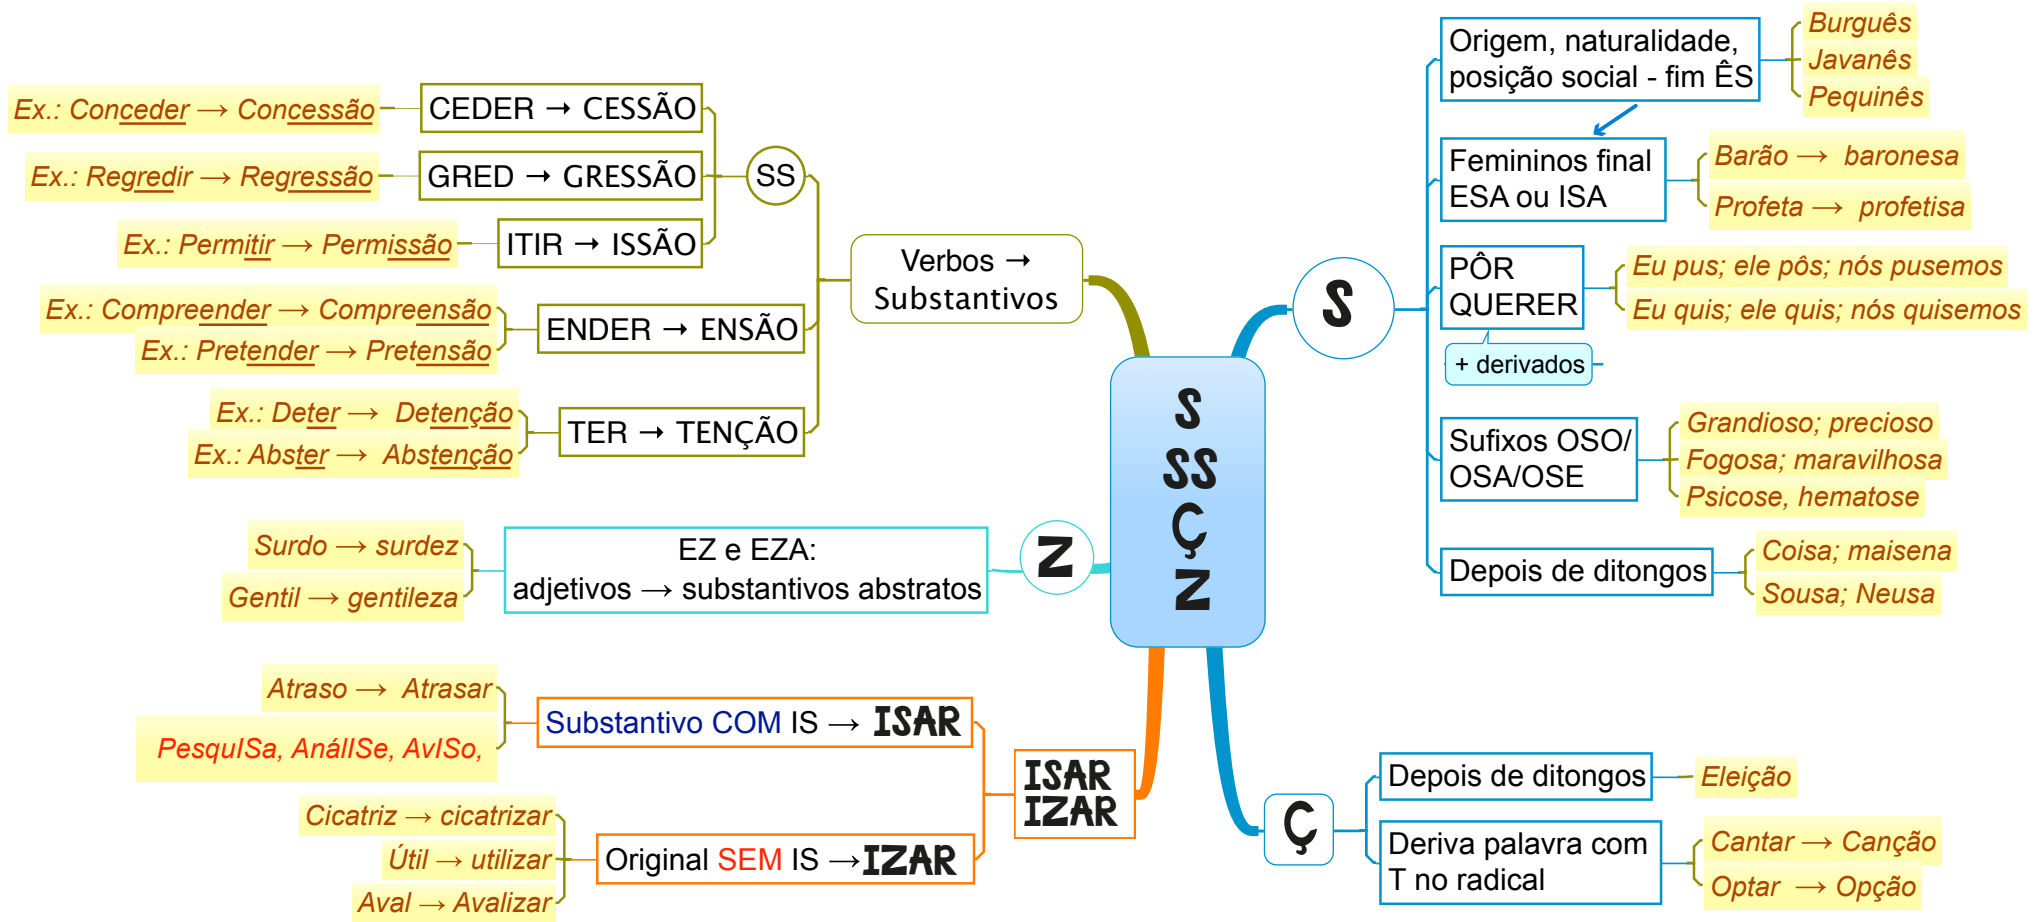 S
SS
Ç
Z
Verbos →
Substantivos
SS
CEDER → CESSÃO
Ex.: Conceder → Concessão
GRED → GRESSÃO
Ex.: Regredir → Regressão
ITIR → ISSÃO
Ex.: Permitir → Permissão
ENDER → ENSÃO
Ex.: Compreender → Compreensão
Ex.: Pretender → Pretensão
TER → TENÇÃO
Ex.: Deter → Detenção
Ex.: Abster → Abstenção
Z
EZ e EZA:
adjetivos → substantivos abstratos
Surdo → surdez
Gentil → gentileza
ISAR
IZAR
Substantivo COM IS → ISAR
Atraso → Atrasar
PesquISa, AnálISe, AvISo,
Original SEM IS → IZAR
Cicatriz → cicatrizar
Útil → utilizar
Aval → Avalizar
S
Origem, naturalidade,
posição social - fim ÊS
Burguês
Javanês
Pequinês
Femininos final
ESA ou ISA
Barão → baronesa
Profeta → profetisa
PÔR
QUERER
+ derivados
Eu pus; ele pôs; nós pusemos
Eu quis; ele quis; nós quisemos
Sufixos OSO/
OSA/OSE
Grandioso; precioso
Fogosa; maravilhosa
Psicose, hematose
Depois de ditongos
Coisa; maisena
Sousa; Neusa
Ç
Depois de ditongos
Eleição
Deriva palavra com
T no radical
Cantar → Canção
Optar → Opção